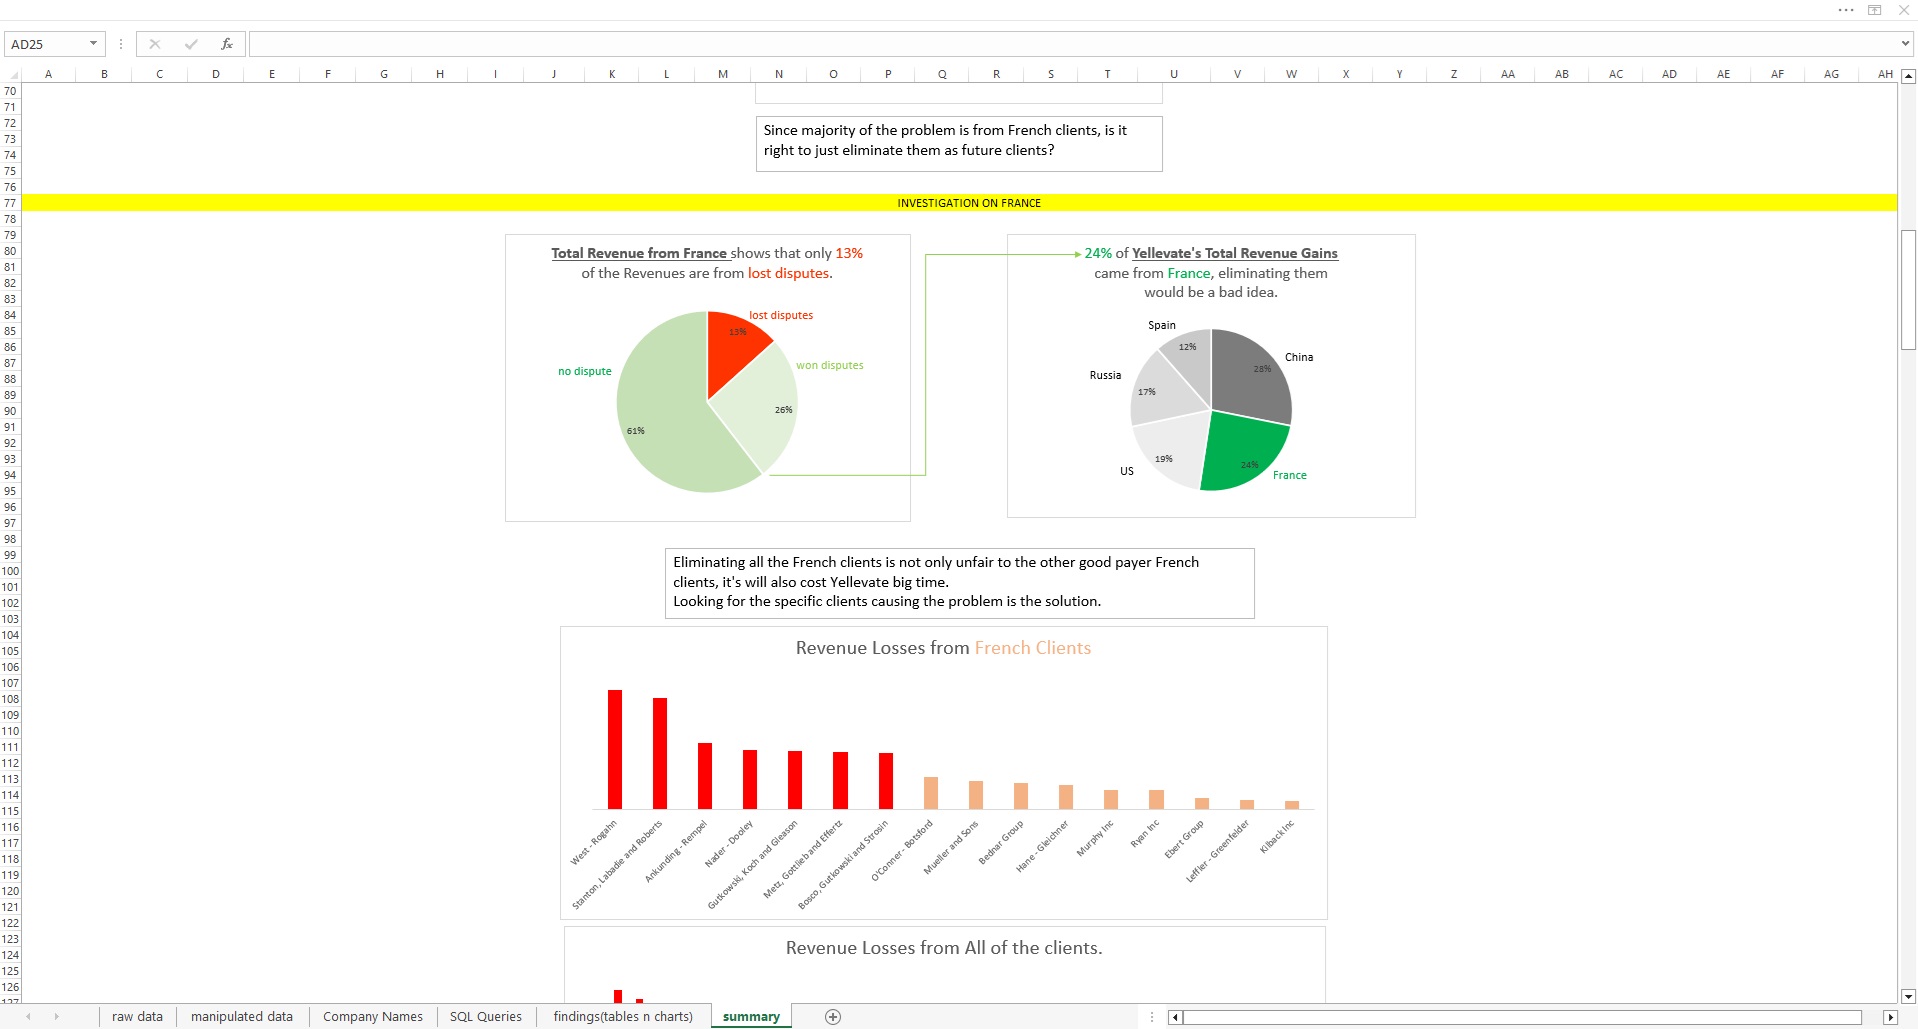 AD25
fx
A B C D E F G H I J K L M N O P Q R S T U V W X Y Z AA AB AC AD AE AF AG AH
70
71
72
73
74
75
76
77
78
79
80
81
82
83
84
85
86
87
88
89
90
91
92
93
94
95
96
97
98
99
100
101
102
103
104
105
106
107
108
109
110
111
112
113
114
115
116
117
118
119
120
121
122
123
124
125
126
127
Since majority of the problem is from French clients, is it
right to just eliminate them as future clients?
INVESTIGATION ON FRANCE
Total Revenue from France shows that only 13%
of the Revenues are from lost disputes.
lost disputes
13%
won disputes
26%
no dispute
61%
24% of Yellevate's Total Revenue Gains
came from France, eliminating them
would be a bad idea.
Spain
12%
China
28%
Russia
17%
US
19%
France
24%
Eliminating all the French clients is not only unfair to the other good payer French
clients, it's will also cost Yellevate big time.
Looking for the specific clients causing the problem is the solution.
Revenue Losses from French Clients
West - Rogahn
Stanton, Labadie and Roberts
Ankunding - Rempel
Nader - Dooley
Gutkowski, Koch and Gleason
Metz, Gottlieb and Effertz
Bosco, Gutkowski and Strosin
O'Conner - Botsford
Mueller and Sons
Bednar Group
Hane - Gleichner
Murphy Inc
Ryan Inc
Ebert Group
Leffler - Greenfelder
Kilback Inc
Revenue Losses from All of the clients.
raw data manipulated data Company Names SQL Queries findings(tables n charts) summary